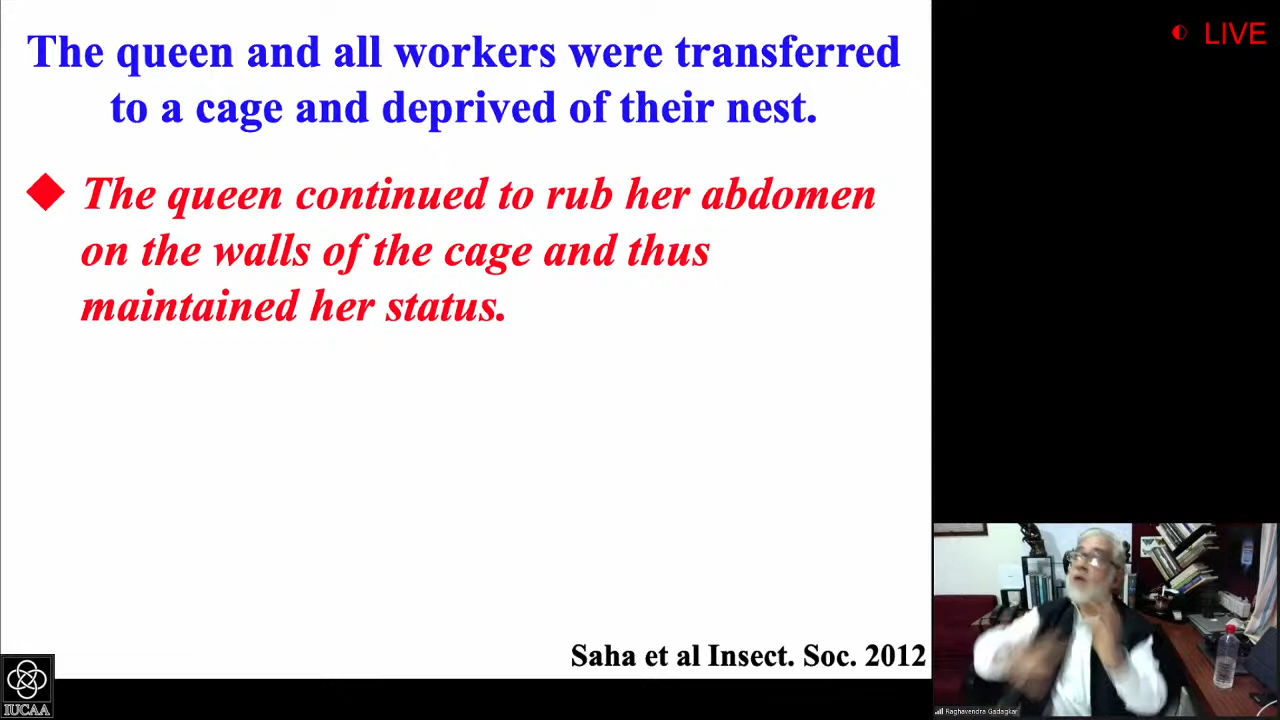 The queen and all workers were transferred
to a cage and deprived of their nest.
The queen continued to rub her abdomen
on the walls of the cage and thus
maintained her status.
Saha et al Insect. Soc. 2012
LIVE
IUCAA
Raghavendra Gadagkar